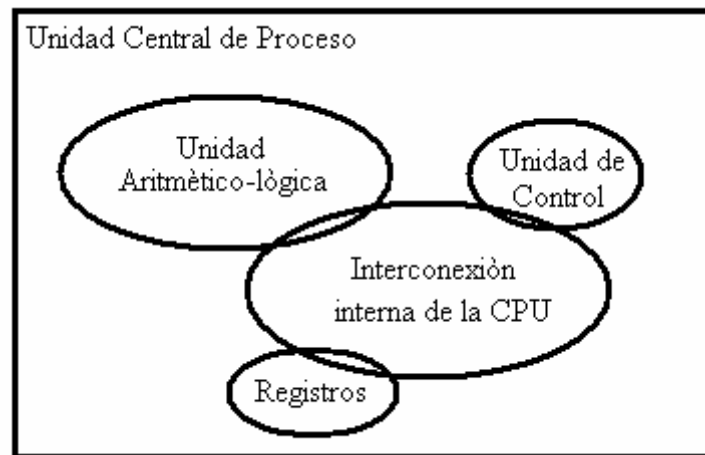 Unidad Central de Proceso
Unidad
Aritmètico-lògica
Unidad de
Control
Interconexiòn
interna de la CPU
Registros